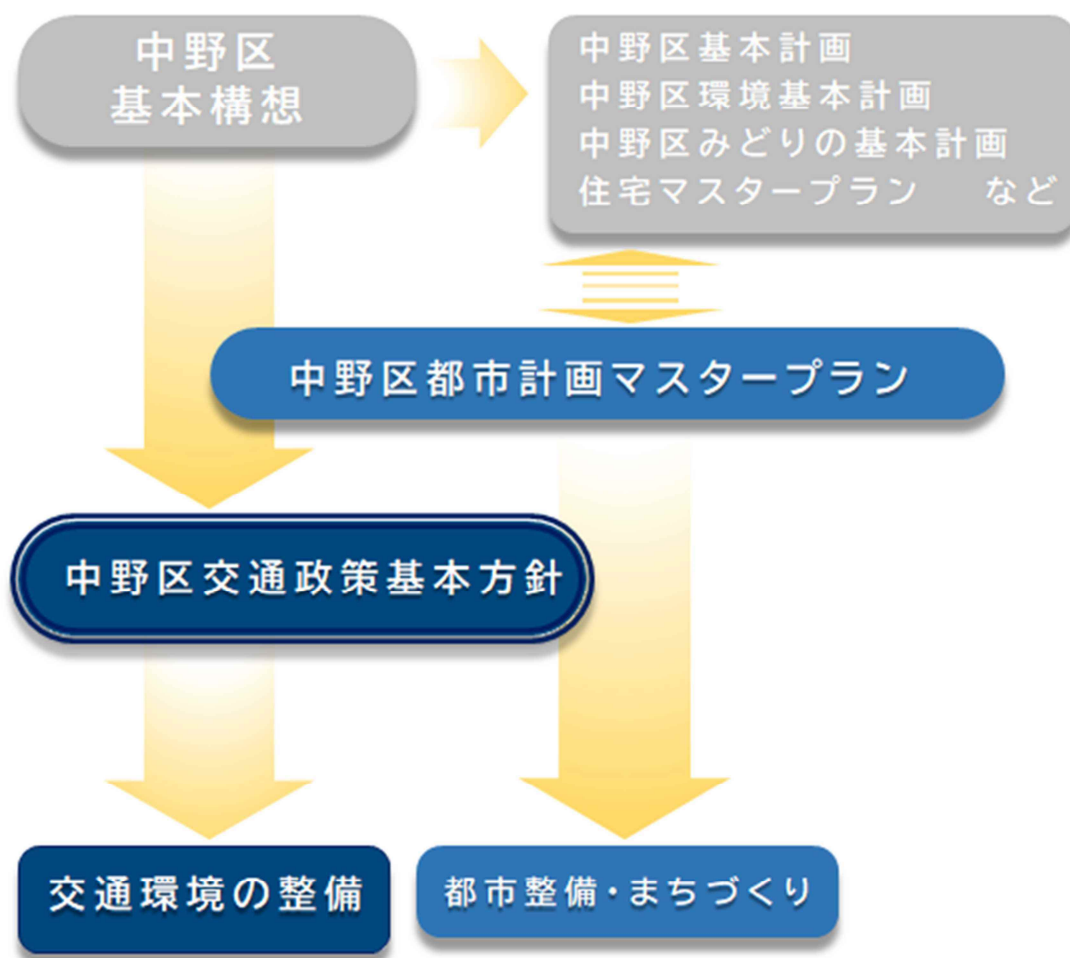 中野区
基本構想
中野区基本計画
中野区環境基本計画
中野区みどりの基本計画
住宅マスタープラン　など
中野区都市計画マスタープラン
中野区交通政策基本方針
交通環境の整備
都市整備・まちづくり